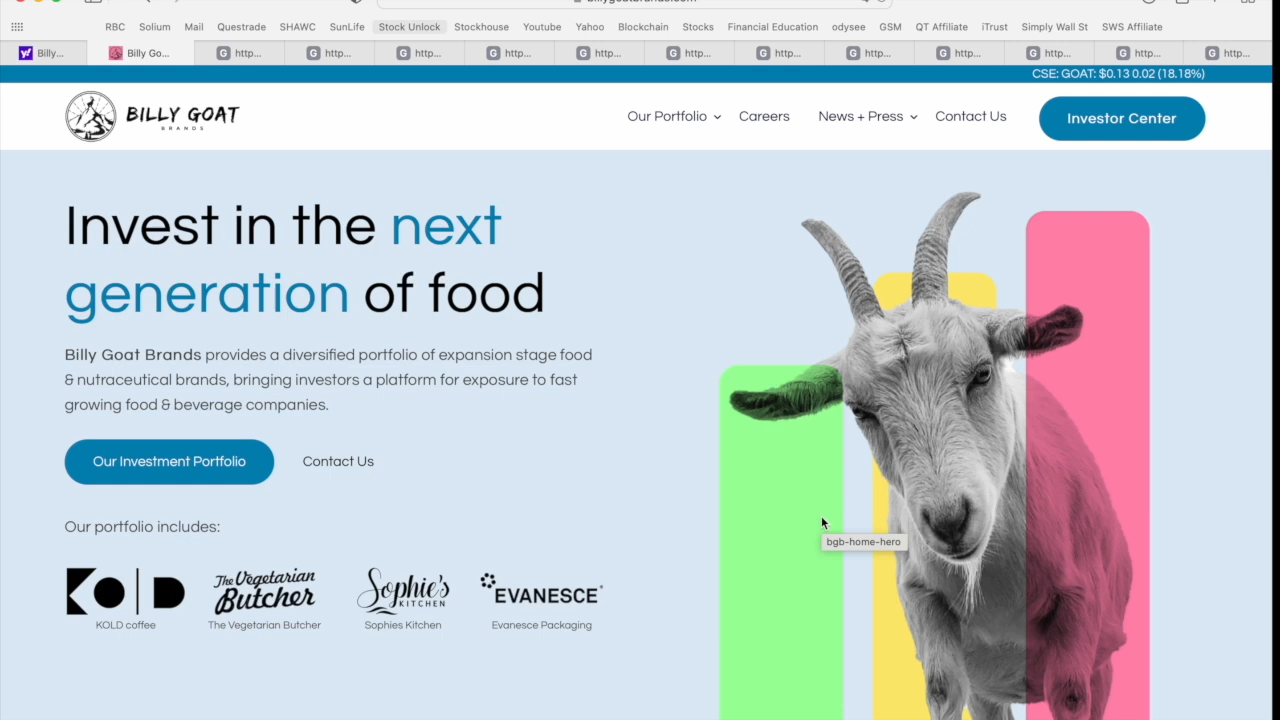 RBC Solium Mail Questrade SHAWC SunLife Stock Unlock Stockhouse Youtube Yahoo Blockchain Stocks Financial Education odysee GSM QT Affiliate iTrust Simply Wall St SWS Affiliate
Billy... Billy Go... http... http... http... http... http... http... http... http... http... http... http... http...
CSE: GOAT: $0.13 0.02 (18.18%)
BILLY GOAT
BRANDS
Our Portfolio Careers News + Press Contact Us Investor Center
Invest in the next
generation of food
Billy Goat Brands provides a diversified portfolio of expansion stage food
& nutraceutical brands, bringing investors a platform for exposure to fast
growing food & beverage companies.
Our Investment Portfolio Contact Us
bgb-home-hero
Our portfolio includes:
KOLD
The Vegetarian
Butcher
Sophie's
KITCHEN
EVANESCE
KOLD coffee The Vegetarian Butcher Sophies Kitchen Evanesce Packaging